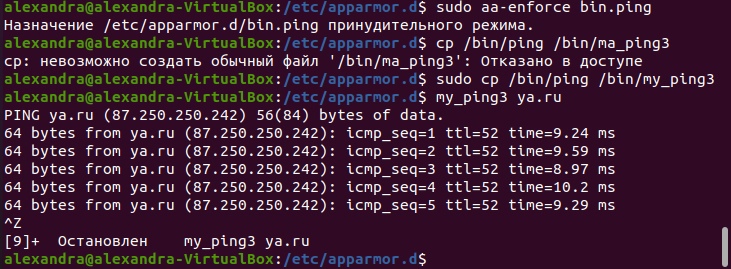 alexandra@alexandra-VirtualBox:/etc/apparmor.d$ sudo aa-enforce bin.ping
Назначение /etc/apparmor.d/bin.ping принудительного режима.
alexandra@alexandra-VirtualBox:/etc/apparmor.d$ cp /bin/ping /bin/ma_ping3
cp: невозможно создать обычный файл '/bin/ma_ping3': Отказано в доступе
alexandra@alexandra-VirtualBox:/etc/apparmor.d$ sudo cp /bin/ping /bin/my_ping3
alexandra@alexandra-VirtualBox:/etc/apparmor.d$ my_ping3 ya.ru
PING ya.ru (87.250.250.242) 56(84) bytes of data.
64 bytes from ya.ru (87.250.250.242): icmp_seq=1 ttl=52 time=9.24 ms
64 bytes from ya.ru (87.250.250.242): icmp_seq=2 ttl=52 time=9.59 ms
64 bytes from ya.ru (87.250.250.242): icmp_seq=3 ttl=52 time=8.97 ms
64 bytes from ya.ru (87.250.250.242): icmp_seq=4 ttl=52 time=10.2 ms
64 bytes from ya.ru (87.250.250.242): icmp_seq=5 ttl=52 time=9.29 ms
^Z
[9]+  Остановлен    my_ping3 ya.ru
alexandra@alexandra-VirtualBox:/etc/apparmor.d$